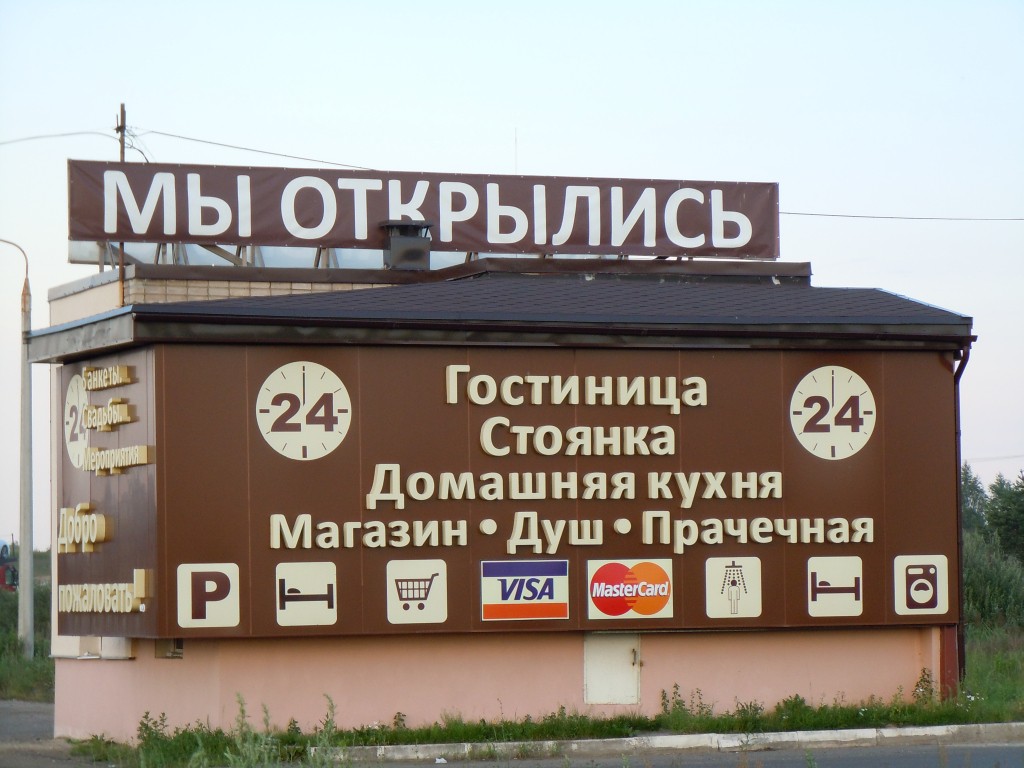 МЫ ОТКРЫЛИСЬ
24
Гостиница
24
Стоянка
Домашняя кухня
Магазин • Душ • Прачечная
P
VISA
MasterCard
24
Банкеты.
Свадьбы.
Мероприятия
Добро
пожаловать!